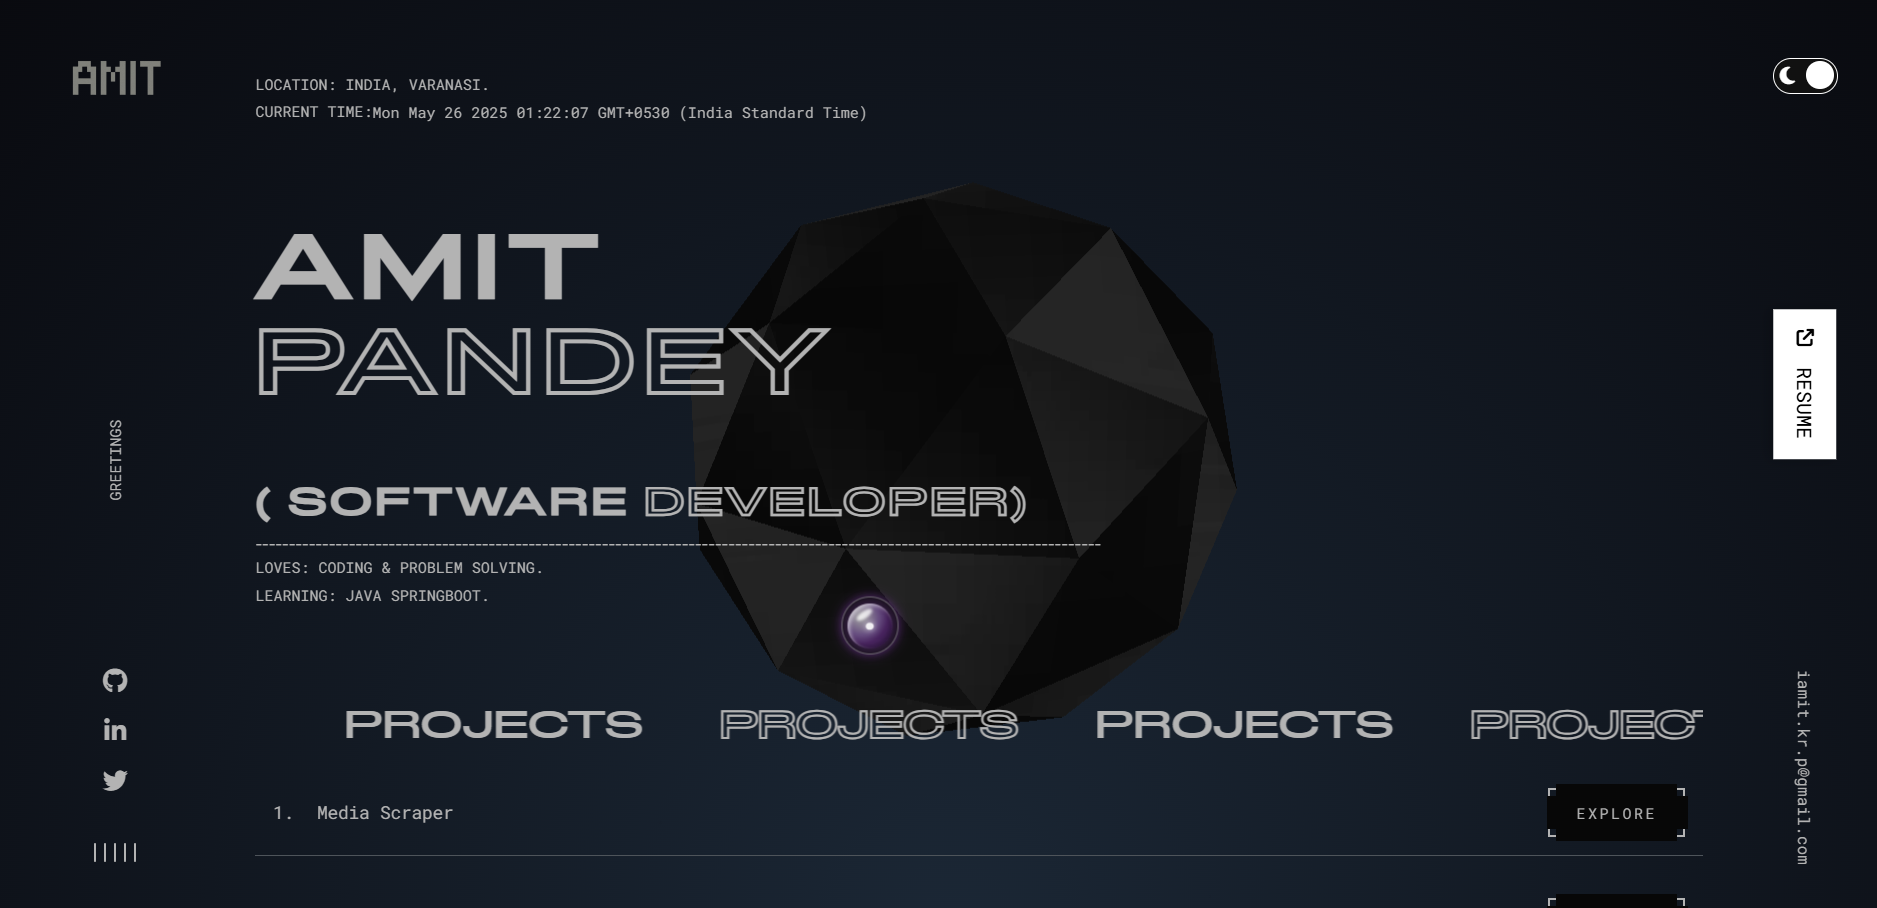 AMIT
LOCATION: INDIA, VARANASI.
CURRENT TIME:Mon May 26 2025 01:22:07 GMT+0530 (India Standard Time)
AMIT
PANDEY
GREETINGS
RESUME
( SOFTWARE DEVELOPER)
LOVES: CODING & PROBLEM SOLVING.
LEARNING: JAVA SPRINGBOOT.
PROJECTS PROJECTS PROJECTS PROJEC
iamit.kr.p@gmail.com
1. Media Scraper
EXPLORE